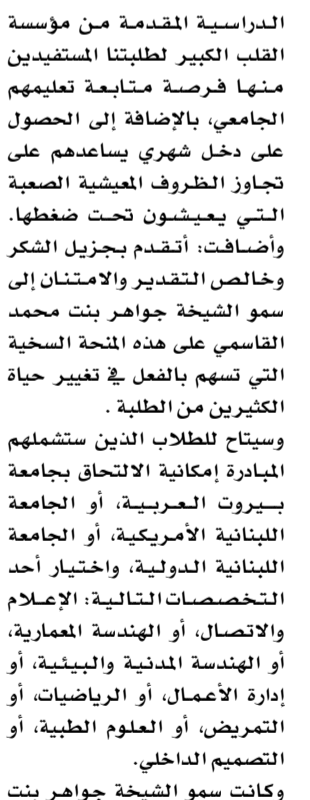 الدراسية المقدمة من مؤسسة
القلب الكبير لطلبتنا المستفيدين
منها فرصة متابعة تعليمهم
الجامعي، بالإضافة إلى الحصول
على دخل شهري يساعدهم على
تجاوز الظروف المعيشية الصعبة
التي يعيشون تحت ضغطها.
وأضافت: أتقدم بجزيل الشكر
وخالص التقدير والامتنان إلى
سمو الشيخة جواهر بنت محمد
القاسمي على هذه المنحة السخية
التي تسهم بالفعل في تغيير حياة
الكثيرين من الطلبة .
وسيتاح للطلاب الذين ستشملهم
المبادرة إمكانية الالتحاق بجامعة
بيروت العربية، أو الجامعة
اللبنانية الأمريكية، أو الجامعة
اللبنانية الدولية، واختيار أحد
التخصصات التالية: الإعلام
والاتصال، أو الهندسة المعمارية،
أو الهندسة المدنية والبيئية، أو
إدارة الأعمال، أو الرياضيات، أو
التمريض، أو العلوم الطبية، أو
التصميم الداخلي.
وكانت سمو الشيخة جواهر بنت